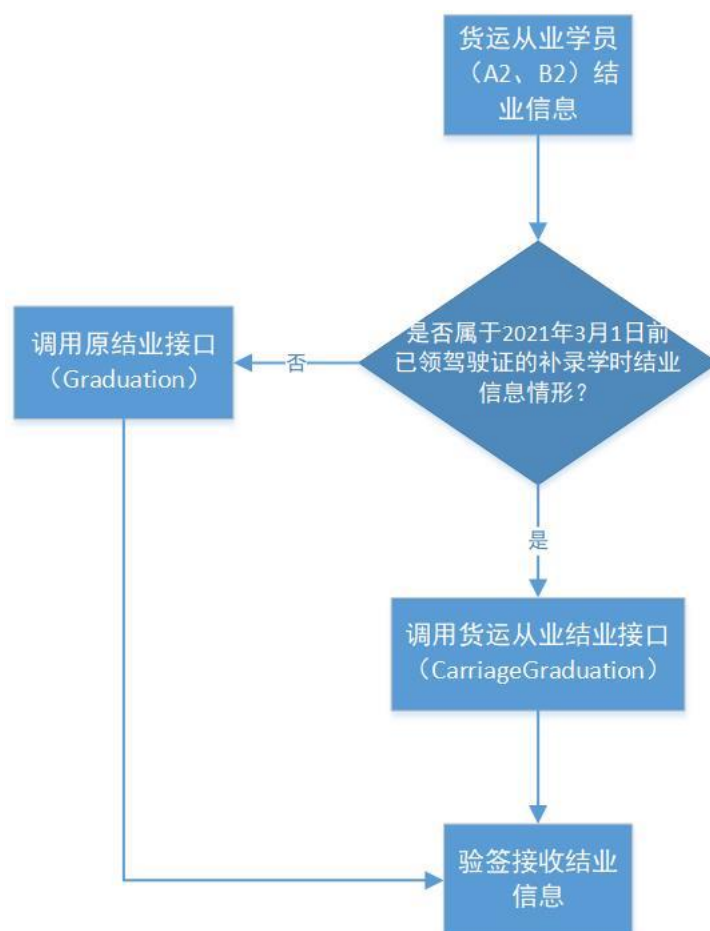 货运从业学员
（A2、B2）结
业信息
是否属于2021年3月1日前
已领驾驶证的补录学时结业
信息情形？
否
调用原结业接口
（Graduation）
是
调用货运从业结业接口
（CarriageGraduation）
验签接收结业
信息